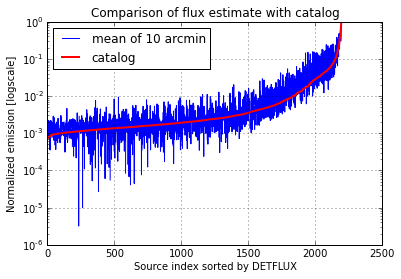 Comparison of flux estimate with catalog
10^0
10^-1
10^-2
10^-3
10^-4
10^-5
10^-6
Normalized emission [logscale]
mean of 10 arcmin
catalog
0 500 1000 1500 2000 2500
Source index sorted by DETFLUX